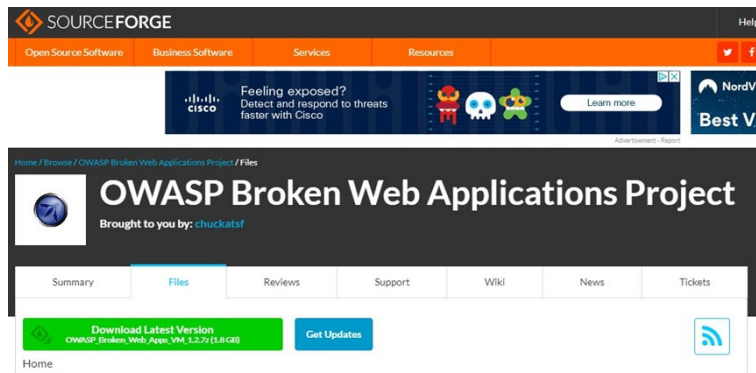 SOURCEFORGE
Help
Open Source Software Business Software Services Resources
Feeling exposed?
Detect and respond to threats
faster with Cisco
CISCO
Learn more
NordV
Best V
Advertisement - Report
Home / Browse / OWASP Broken Web Applications Project / Files
OWASP Broken Web Applications Project
Brought to you by: chuckatsf
Summary Files Reviews Support Wiki News Tickets
Download Latest Version
OWASP_Broken_Web_Apps_VM_1.2.7z (1.8 GB)
Get Updates
Home